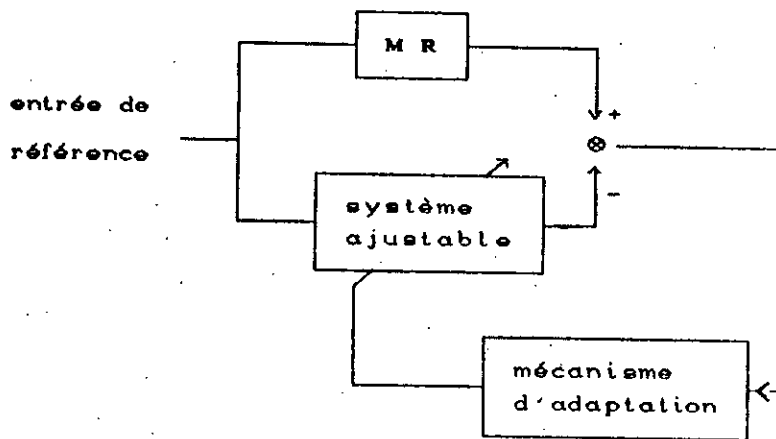 M R
entrée de
référence
+
-
système
ajustable
mécanisme
d'adaptation